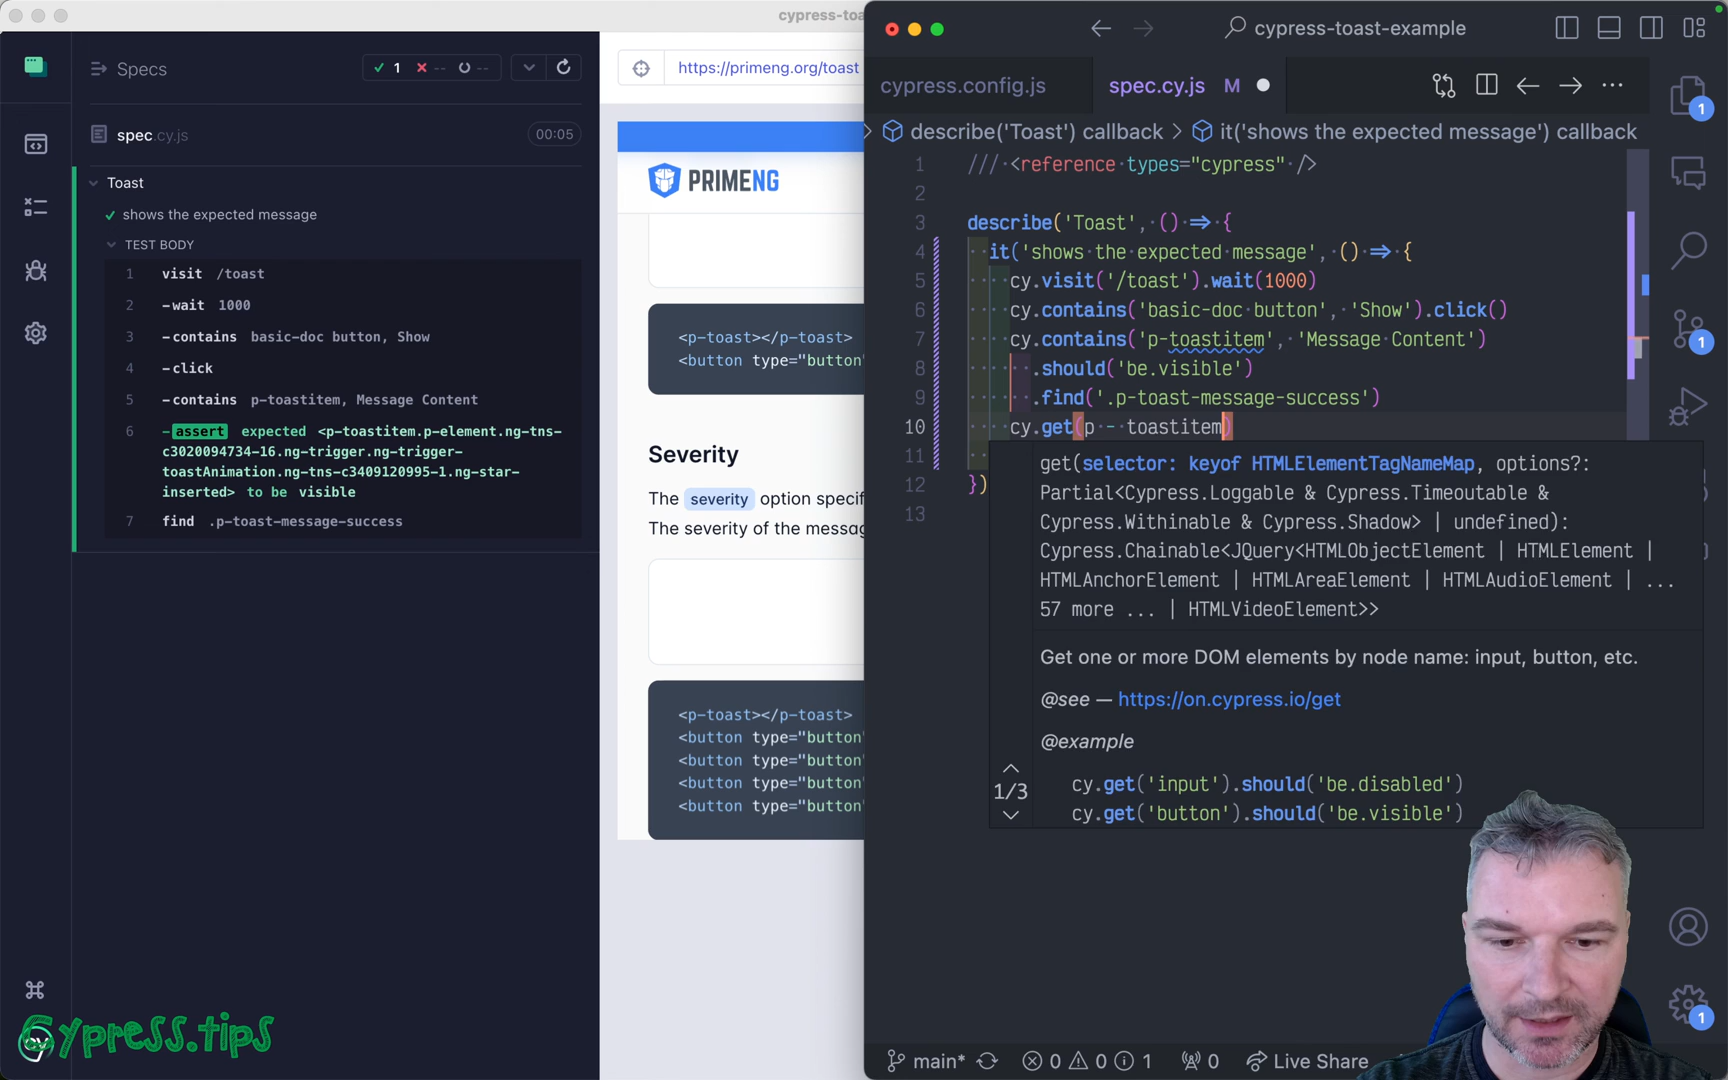 cypress-toa
Specs
1 -- --
spec.cy.js
00:05
Toast
shows the expected message
TEST BODY
1 visit /toast
2 -wait 1000
3 -contains basic-doc button, Show
4 -click
5 -contains p-toastitem, Message Content
6 -assert expected <p-toastitem.p-element.ng-tns-
c3020094734-16.ng-trigger.ng-trigger-
toastAnimation.ng-tns-c3409120995-1.ng-star-
inserted> to be visible
7 find .p-toast-message-success
Cypress.tips
cy
https://primeng.org/toast
PRIMENG
<p-toast></p-toast>
<button type="button"
Severity
The severity option specif
The severity of the messag
<p-toast></p-toast>
<button type="button"
<button type="button"
<button type="button"
<button type="button"
cypress-toast-example
cypress.config.js
spec.cy.js M
describe('Toast') callback > it('shows the expected message') callback
1 /// <reference types="cypress" />
2
3 describe('Toast', () => {
4 it('shows the expected message', () => {
5 cy.visit('/toast').wait(1000)
6 cy.contains('basic-doc button', 'Show').click()
7 cy.contains('p-toastitem', 'Message Content')
8 .should('be.visible')
9 .find('.p-toast-message-success')
10 cy.get(p - toastitem)
11
12 })
13
get(selector: keyof HTMLElementTagNameMap, options?:
Partial<Cypress.Loggable & Cypress.Timeoutable &
Cypress.Withinable & Cypress.Shadow> | undefined):
Cypress.Chainable<JQuery<HTMLObjectElement | HTMLElement |
HTMLAnchorElement | HTMLAreaElement | HTMLAudioElement | ...
57 more ... | HTMLVideoElement>>
Get one or more DOM elements by node name: input, button, etc.
@see — https://on.cypress.io/get
@example
1/3
cy.get('input').should('be.disabled')
cy.get('button').should('be.visible')
1
1
1
main* 0 0 1 0 Live Share